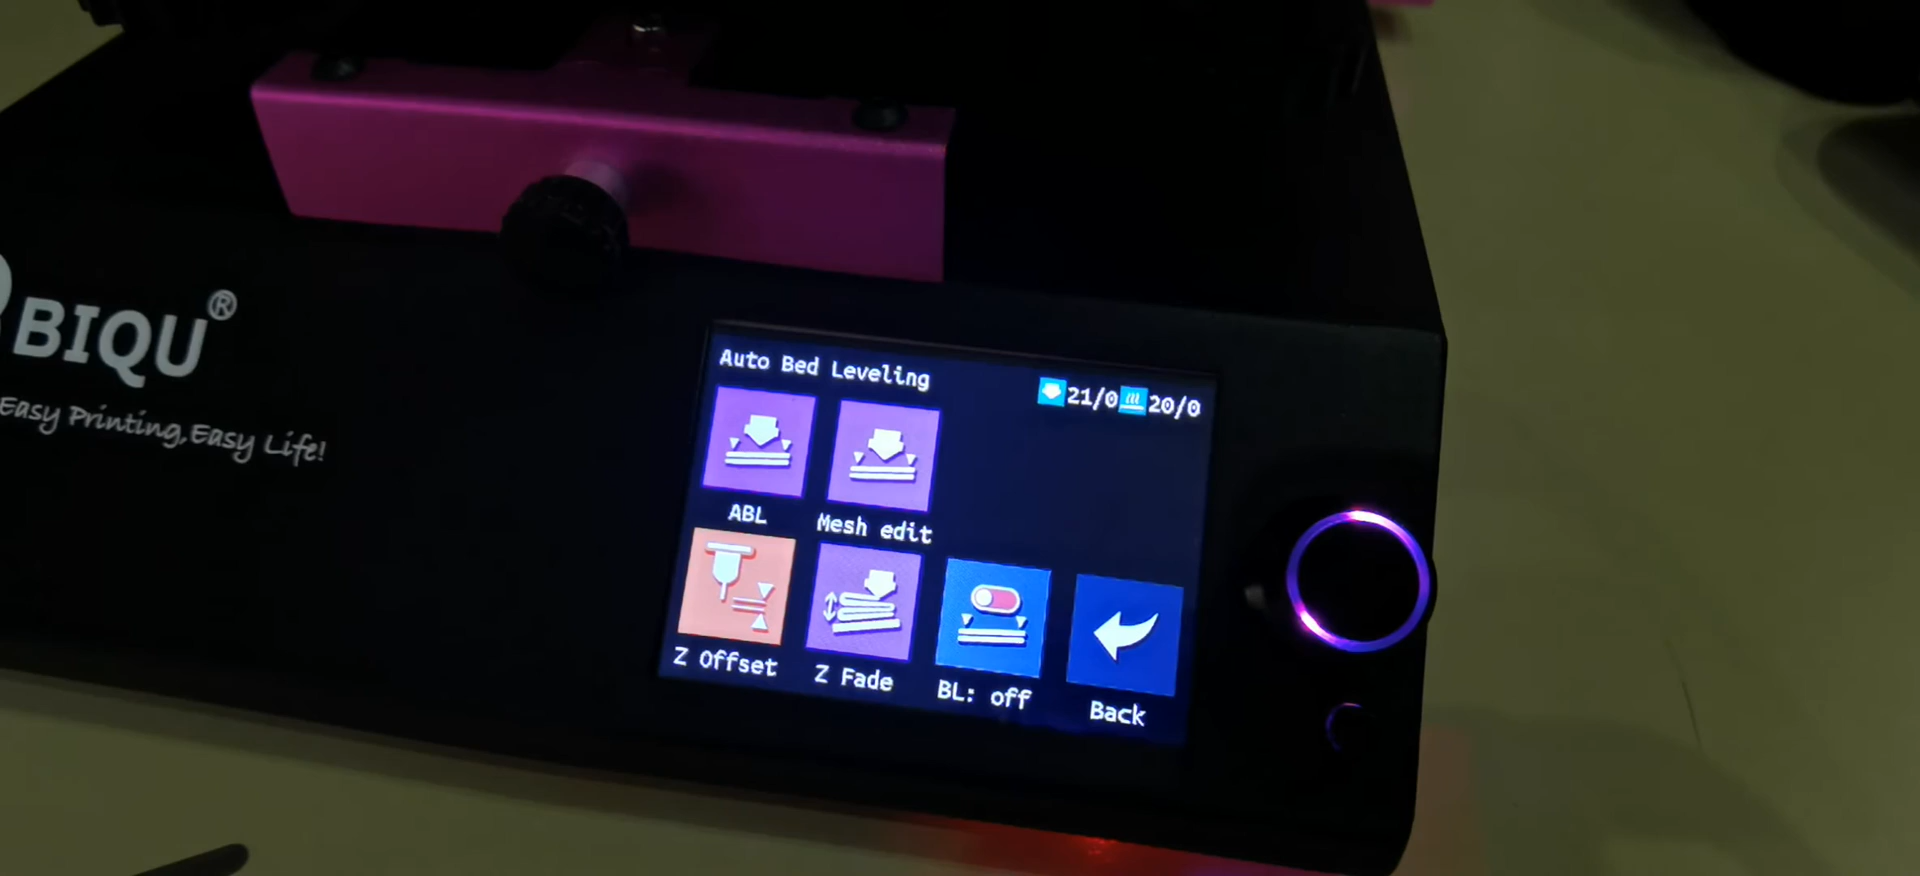 BIQU®
Easy Printing,Easy Life!
Auto Bed Leveling
21/0 20/0
ABL
Mesh edit
Z Offset
Z Fade
BL: off
Back